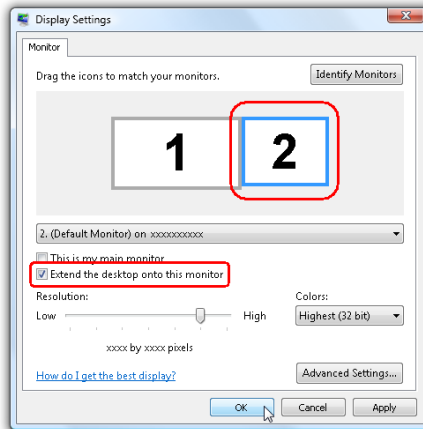 Display Settings
Monitor
Drag the icons to match your monitors.
Identify Monitors
1 2
2. (Default Monitor) on xxxxxxxxxx
This is my main monitor
Extend the desktop onto this monitor
Resolution:
Colors:
Low High
Highest (32 bit)
xxxx by xxxx pixels
How do I get the best display?
Advanced Settings...
OK Cancel Apply